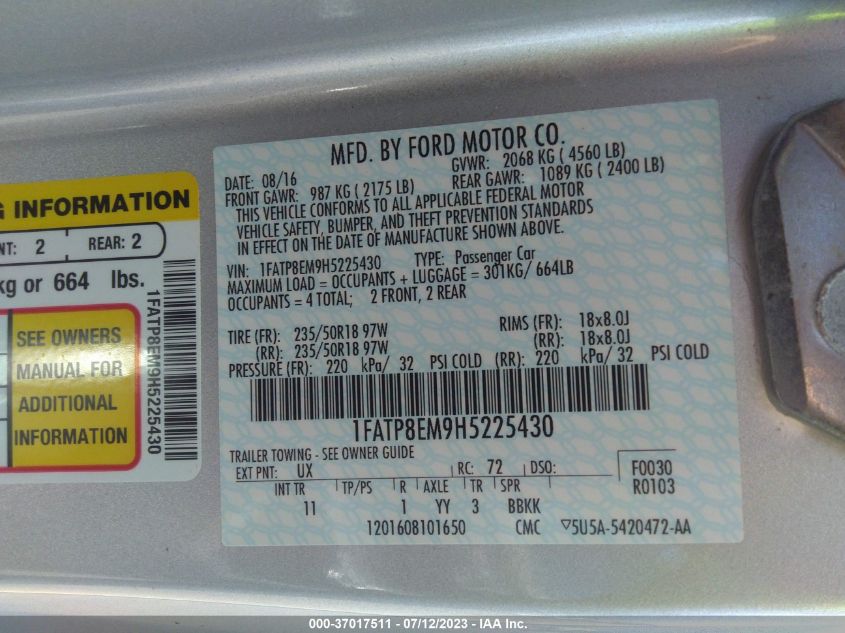 MFD. BY FORD MOTOR CO.
DATE: 08/16 GVWR: 2068 KG ( 4560 LB)
FRONT GAWR: 987 KG ( 2175 LB) REAR GAWR: 1089 KG ( 2400 LB)
THIS VEHICLE CONFORMS TO ALL APPLICABLE FEDERAL MOTOR
VEHICLE SAFETY, BUMPER, AND THEFT PREVENTION STANDARDS
IN EFFECT ON THE DATE OF MANUFACTURE SHOWN ABOVE.
VIN: 1FATP8EM9H5225430 TYPE: Passenger Car
MAXIMUM LOAD = OCCUPANTS + LUGGAGE = 301KG/ 664LB
OCCUPANTS = 4 TOTAL; 2 FRONT, 2 REAR
TIRE (FR): 235/50R18 97W RIMS (FR): 18x8.0J
(RR): 235/50R18 97W (RR): 18x8.0J
PRESSURE (FR): 220 kPa/ 32 PSI COLD (RR): 220 kPa/ 32 PSI COLD
1FATP8EM9H5225430
TRAILER TOWING - SEE OWNER GUIDE
EXT PNT: UX RC: 72 DSO: F0030
INT TR TP/PS R AXLE TR SPR R0103
11 1 YY 3 BBKK
1201608101650 CMC ▽5U5A-5420472-AA
INFORMATION
NT: 2 REAR: 2
kg or 664 lbs.
SEE OWNERS
MANUAL FOR
ADDITIONAL
INFORMATION
1FATP8EM9H5225430
000-37017511 - 07/12/2023 - IAA Inc.